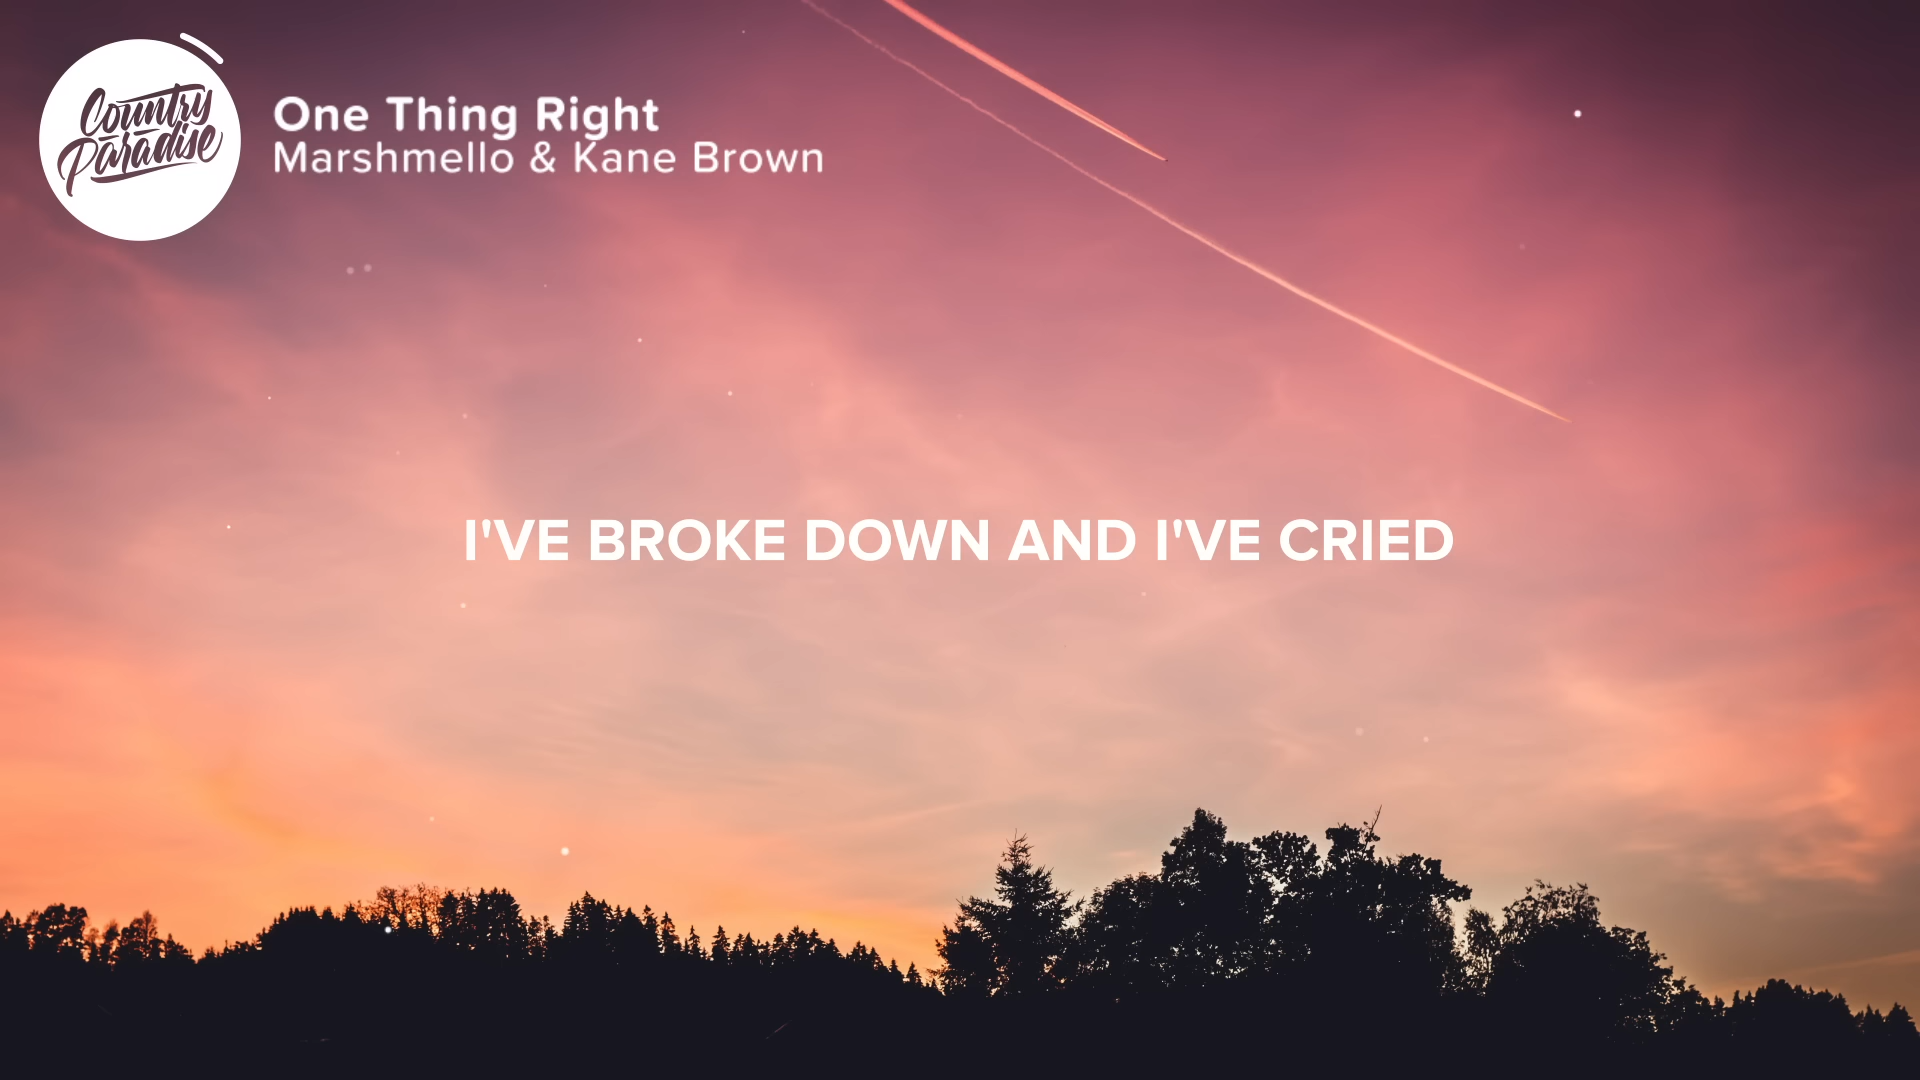 Country
Paradise
One Thing Right
Marshmello & Kane Brown
I'VE BROKE DOWN AND I'VE CRIED